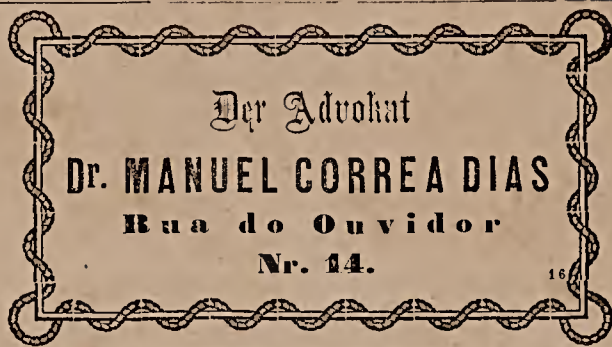 Der Advokat
Dr. MANUEL CORREA DIAS
Rua do Ouvidor
Nr. 14.
16